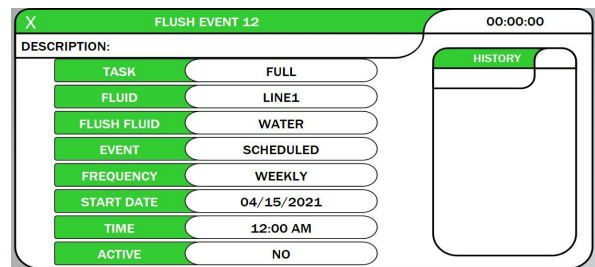 X FLUSH EVENT 12 00:00:00
DESCRIPTION:
HISTORY
TASK FULL
FLUID LINE1
FLUSH FLUID WATER
EVENT SCHEDULED
FREQUENCY WEEKLY
START DATE 04/15/2021
TIME 12:00 AM
ACTIVE NO